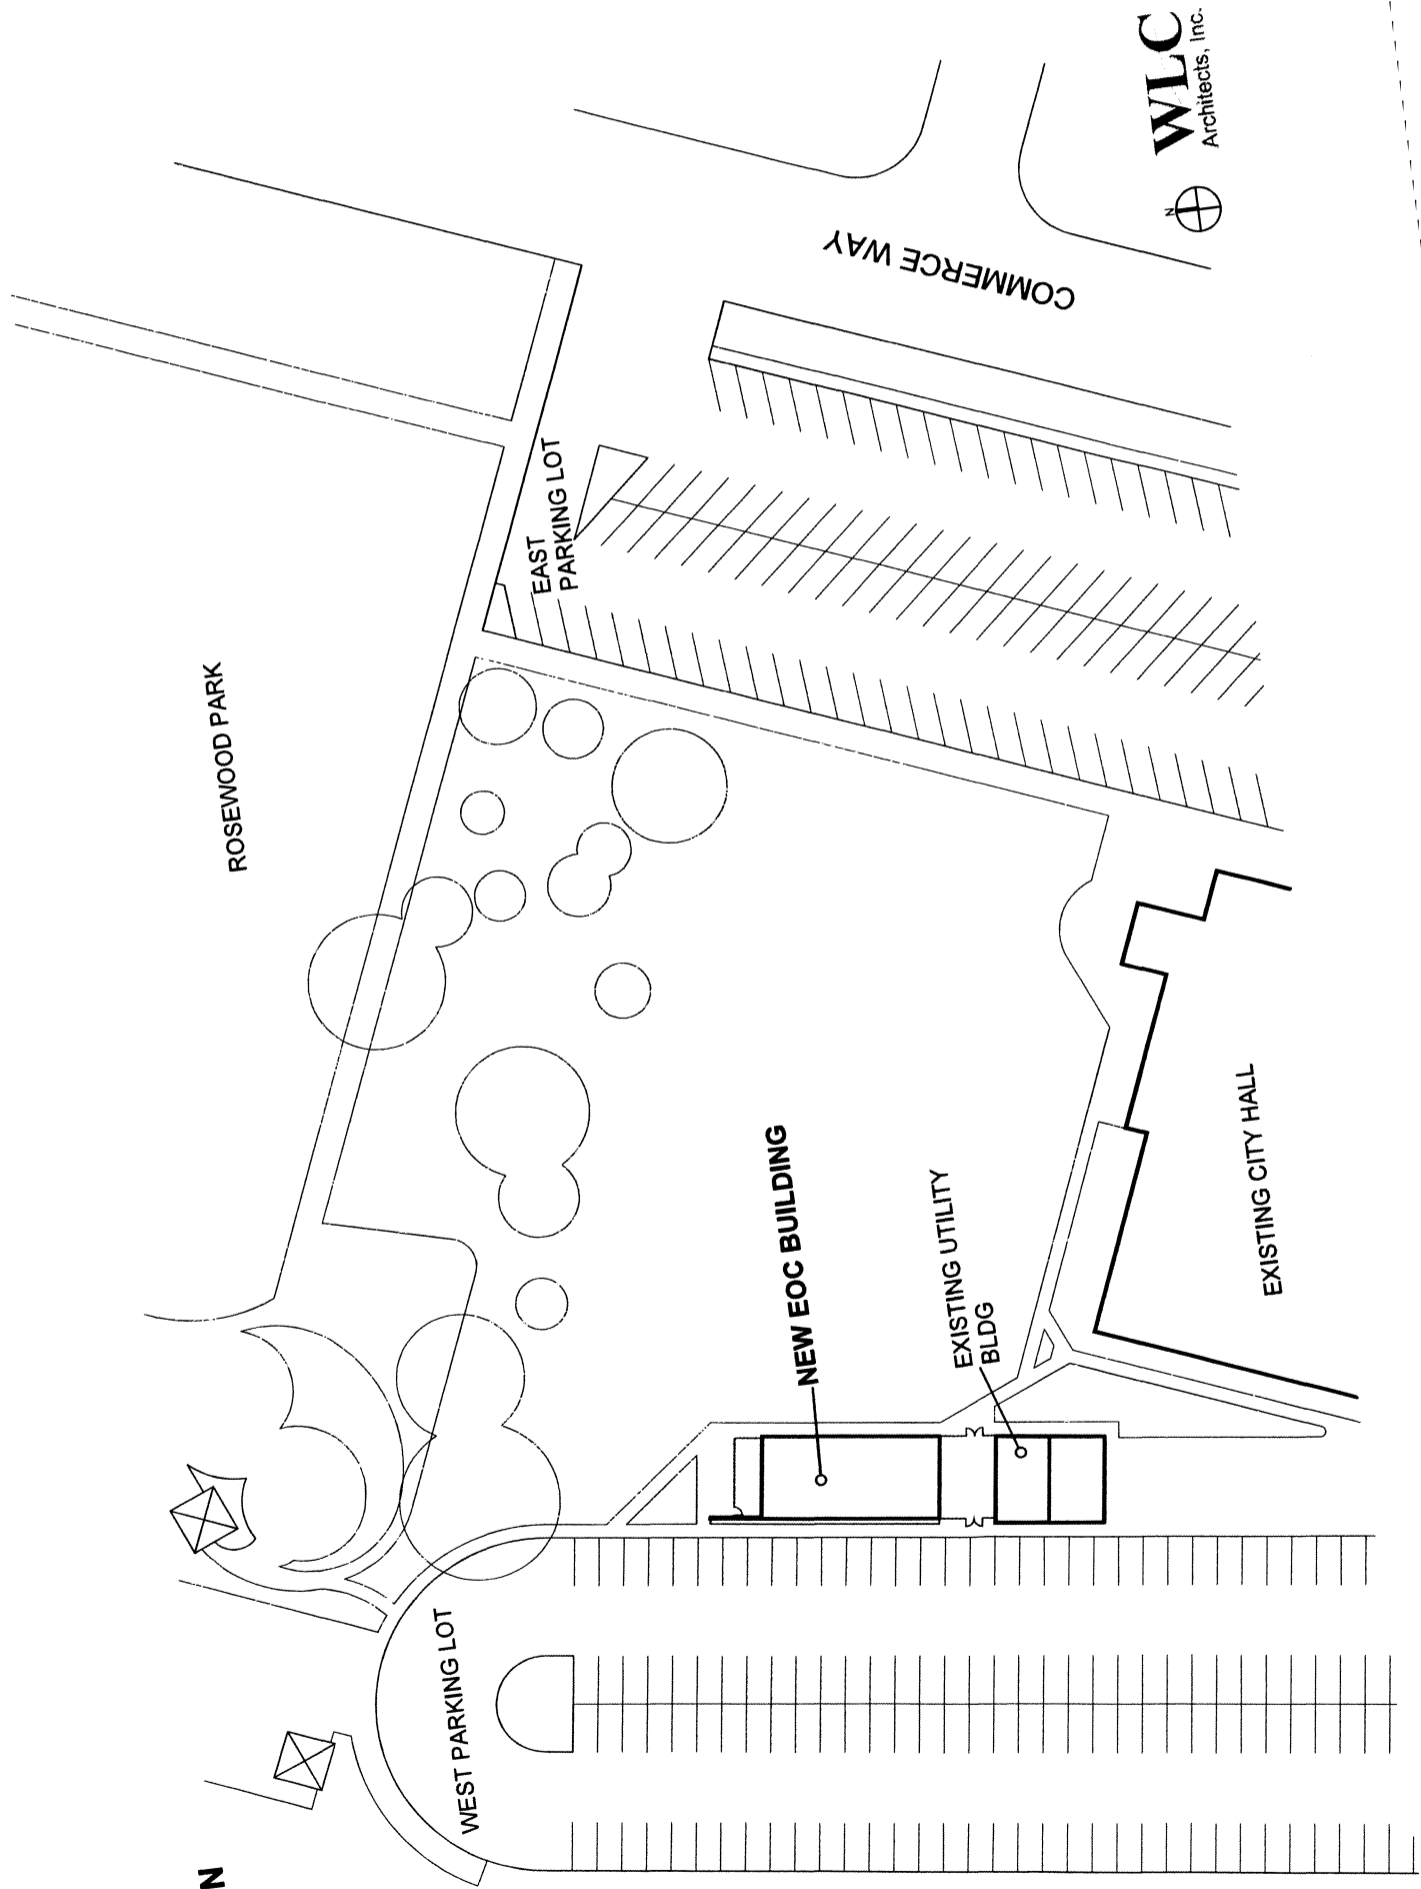 WLC
Architects, Inc.
N
COMMERCE WAY
EAST
PARKING LOT
ROSEWOOD PARK
NEW EOC BUILDING
EXISTING UTILITY
BLDG
EXISTING CITY HALL
WEST PARKING LOT
N